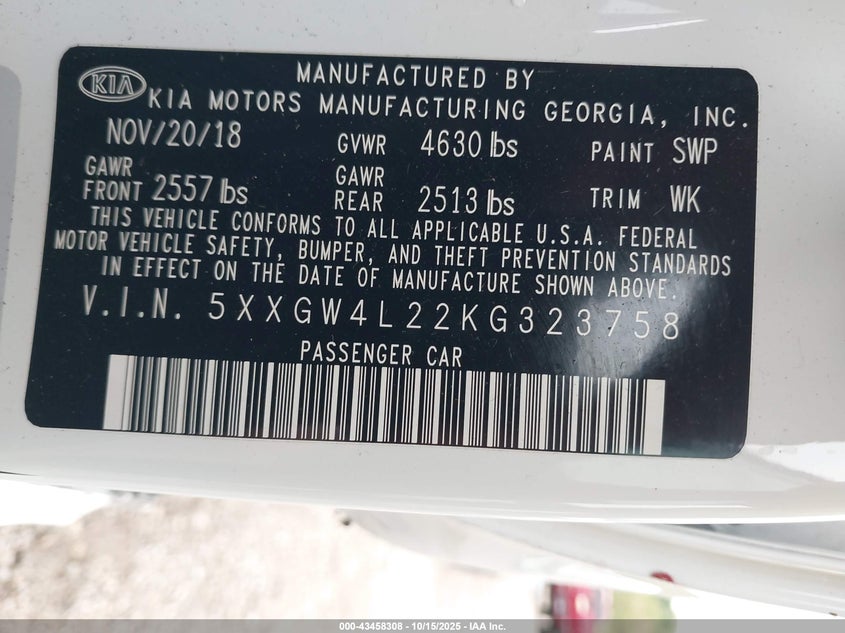 KIA
MANUFACTURED BY
KIA MOTORS MANUFACTURING GEORGIA, INC.
NOV/20/18 GVWR 4630 lbs PAINT SWP
GAWR FRONT 2557 lbs GAWR REAR 2513 lbs TRIM WK
THIS VEHICLE CONFORMS TO ALL APPLICABLE U.S.A. FEDERAL
MOTOR VEHICLE SAFETY, BUMPER, AND THEFT PREVENTION STANDARDS
IN EFFECT ON THE DATE OF MANUFACTURE SHOWN ABOVE.
V.I.N. 5XXGW4L22KG323758
PASSENGER CAR
000-43458308 - 10/15/2025 - IAA Inc.